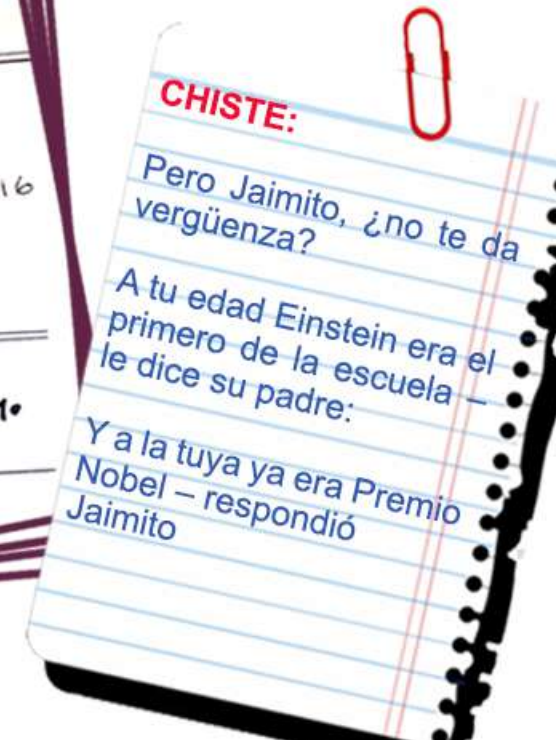 CHISTE:
Pero Jaimito, ¿no te da
vergüenza?
A tu edad Einstein era el
primero de la escuela –
le dice su padre:
Y a la tuya ya era Premio
Nobel – respondió
Jaimito
16